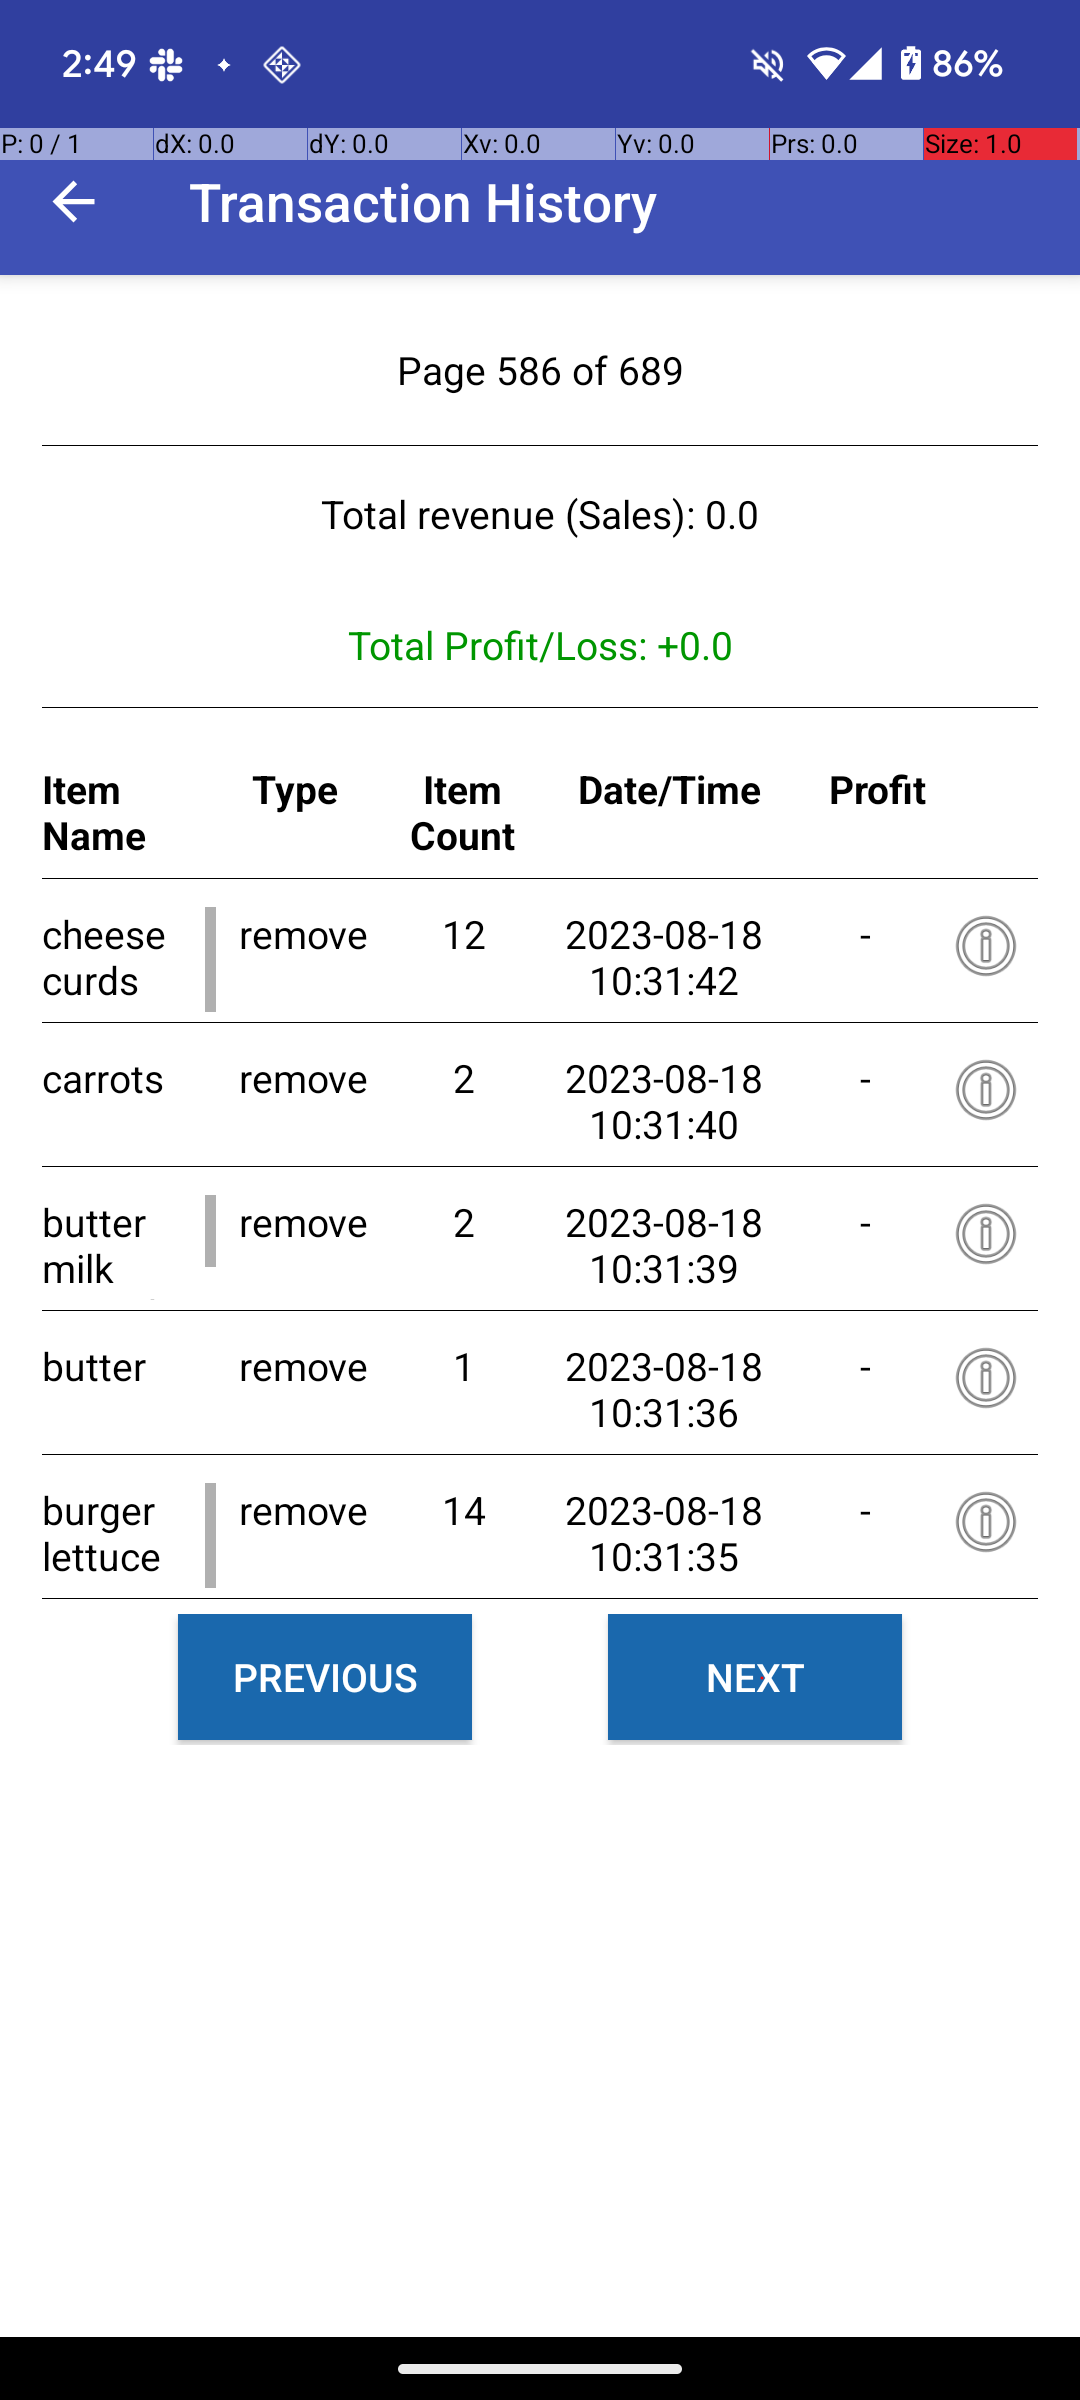 2:49 86%
P: 0 / 1 dX: 0.0 dY: 0.0 Xv: 0.0 Yv: 0.0 Prs: 0.0 Size: 1.0
Transaction History
Page 586 of 689
Total revenue (Sales): 0.0
Total Profit/Loss: +0.0
Item Name Type Item Count Date/Time Profit
cheese curds remove 12 2023-08-18 10:31:42 -
carrots remove 2 2023-08-18 10:31:40 -
butter milk remove 2 2023-08-18 10:31:39 -
butter remove 1 2023-08-18 10:31:36 -
burger lettuce remove 14 2023-08-18 10:31:35 -
PREVIOUS NEXT